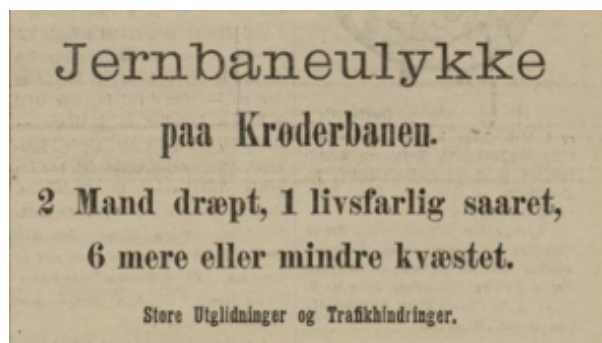 Jernbaneulykke
paa Krøderbanen.
2 Mand dræpt, 1 livsfarlig saaret,
6 mere eller mindre kvæstet.
Store Utglidninger og Trafikhindringer.